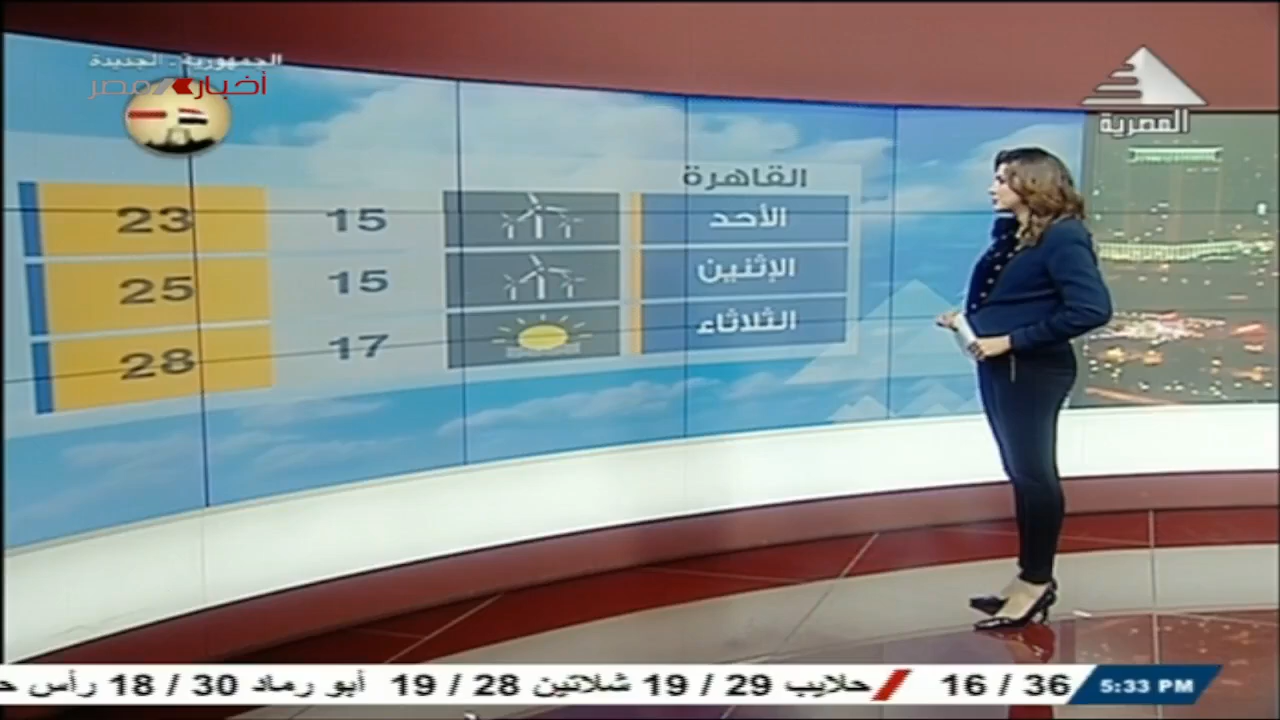 الجمهورية الجديدة
أخبار مصر
المصرية
القاهرة
الأحد 15 23
الإثنين 15 25
الثلاثاء 17 28
5:33 PM
16 / 36 حلايب 29 / 19 شلاتين 28 / 19 أبو رماد 30 / 18 رأس